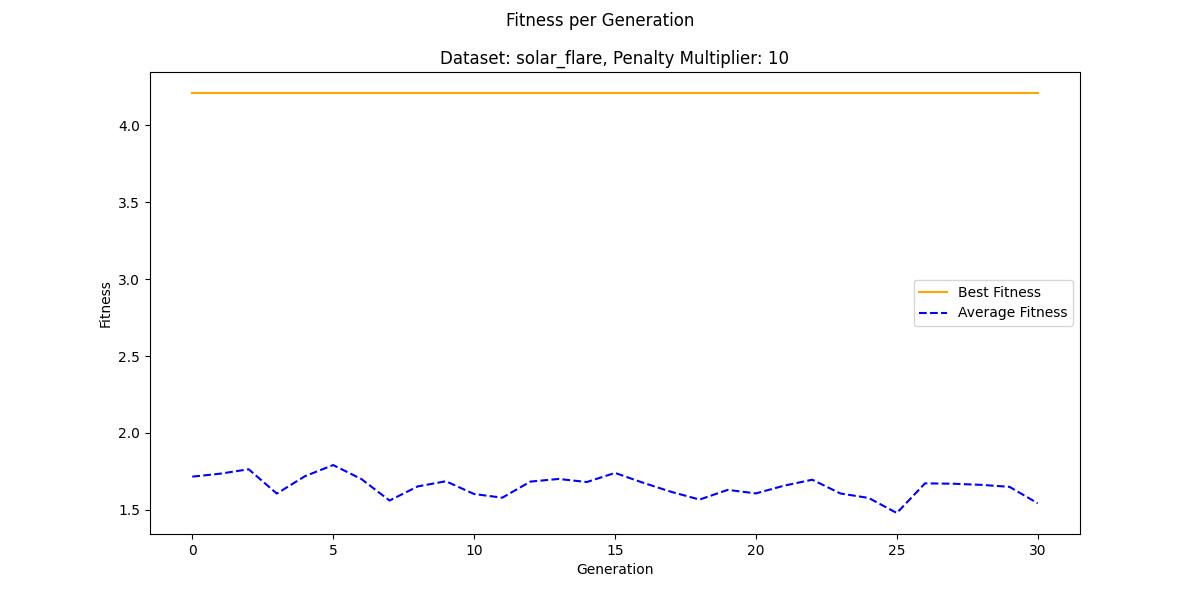 Fitness per Generation
Dataset: solar_flare, Penalty Multiplier: 10
4.0
3.5
3.0
2.5
2.0
1.5
Fitness
Best Fitness
Average Fitness
0 5 10 15 20 25 30
Generation